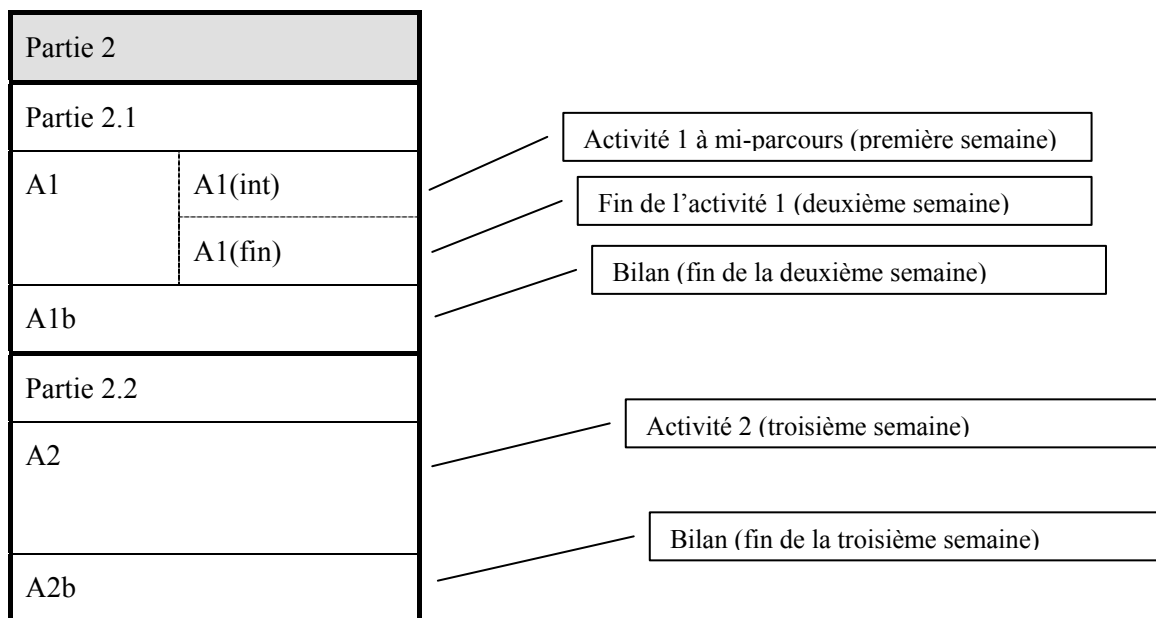 Partie 2
Partie 2.1
Activité 1 à mi-parcours (première semaine)
A1
A1(int)
Fin de l’activité 1 (deuxième semaine)
A1(fin)
Bilan (fin de la deuxième semaine)
A1b
Partie 2.2
Activité 2 (troisième semaine)
A2
Bilan (fin de la troisième semaine)
A2b